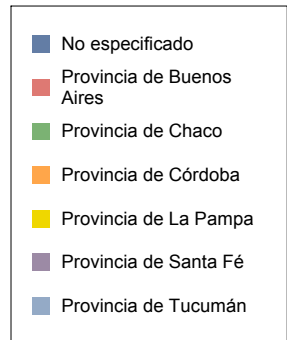 No especificado
Provincia de Buenos
Aires
Provincia de Chaco
Provincia de Córdoba
Provincia de La Pampa
Provincia de Santa Fé
Provincia de Tucumán